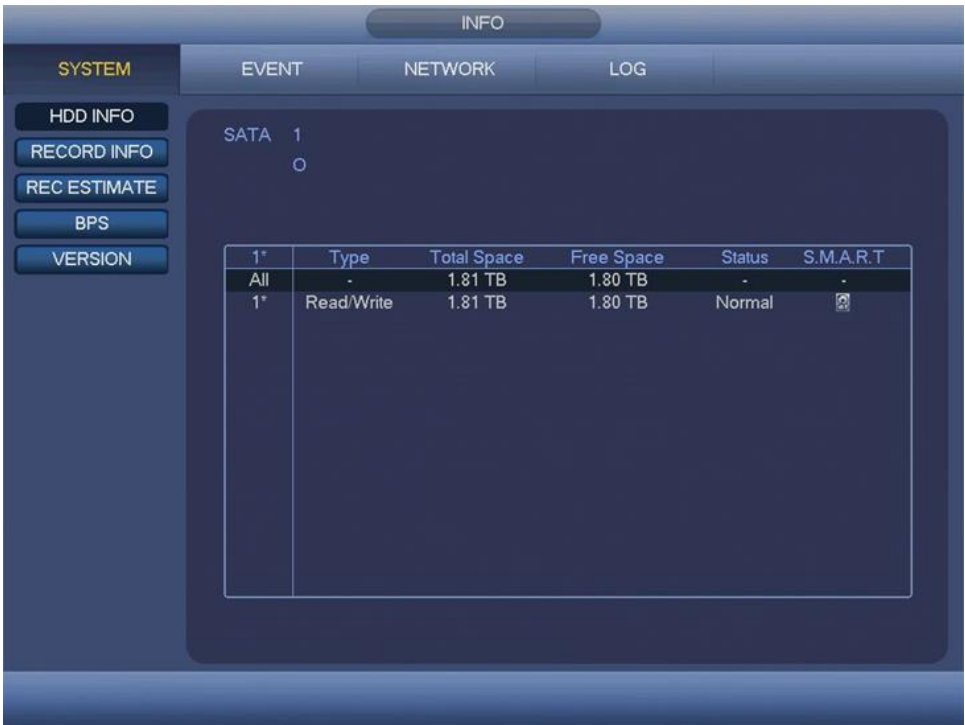 INFO
SYSTEM EVENT NETWORK LOG
HDD INFO
RECORD INFO
REC ESTIMATE
BPS
VERSION
SATA 1
O
1* Type Total Space Free Space Status S.M.A.R.T
All - 1.81 TB 1.80 TB - -
1* Read/Write 1.81 TB 1.80 TB Normal